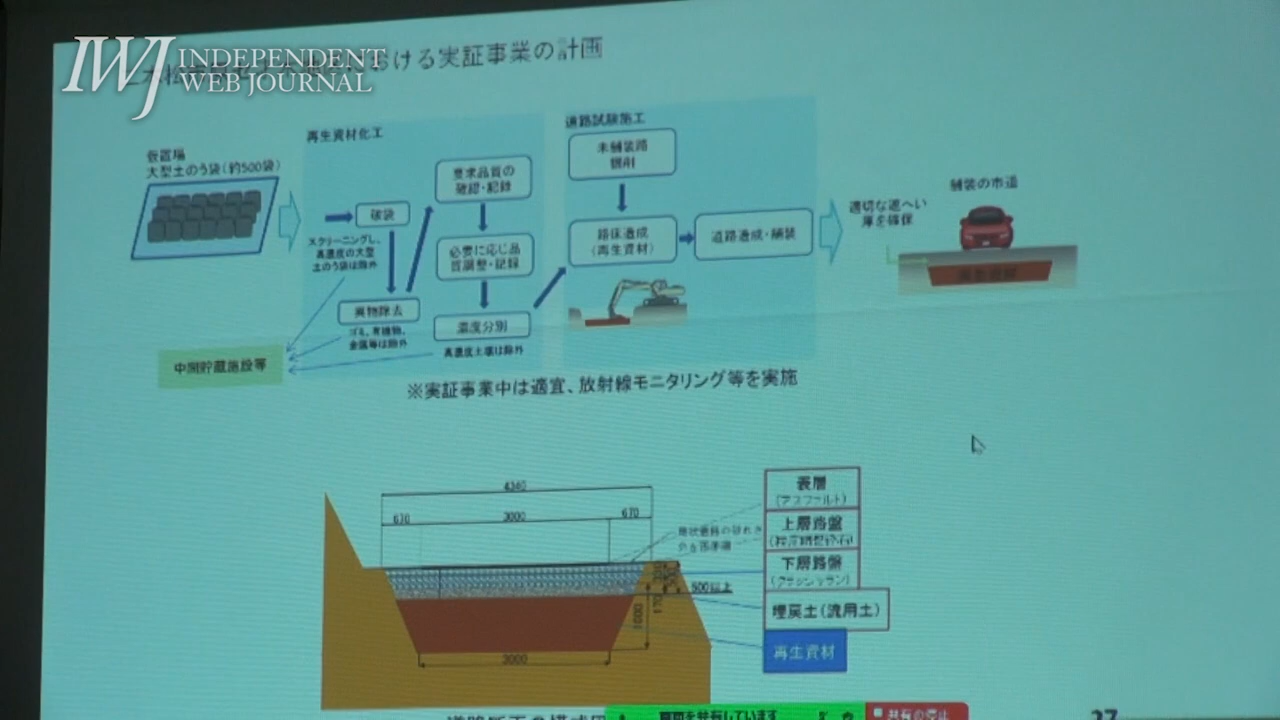 IWJ INDEPENDENT
WEB JOURNAL
における実証事業の計画
仮置場
大型土のう袋(約500袋)
再生資材化工
破袋
スクリーニングし、
高濃度の大型
土のう袋は除外
異物除去
ゴミ、有機物、
金属等は除外
中間貯蔵施設等
要求品質の
確認・記録
必要に応じ品
質調整・記録
濃度分別
高濃度土壌は除外
道路試験施工
未舗装路
掘削
路床造成
(再生資材)
道路造成・舗装
適切な遮へい
厚を確保
舗装の市道
※実証事業中は適宜、放射線モニタリング等を実施
4340
670
3000
670
500以上
170
1000
3000
表層
(アスファルト)
上層路盤
(粒度調整砕石)
下層路盤
(クラッシャラン)
埋戻土(流用土)
再生資材
画面を共有しています
共有の停止
27